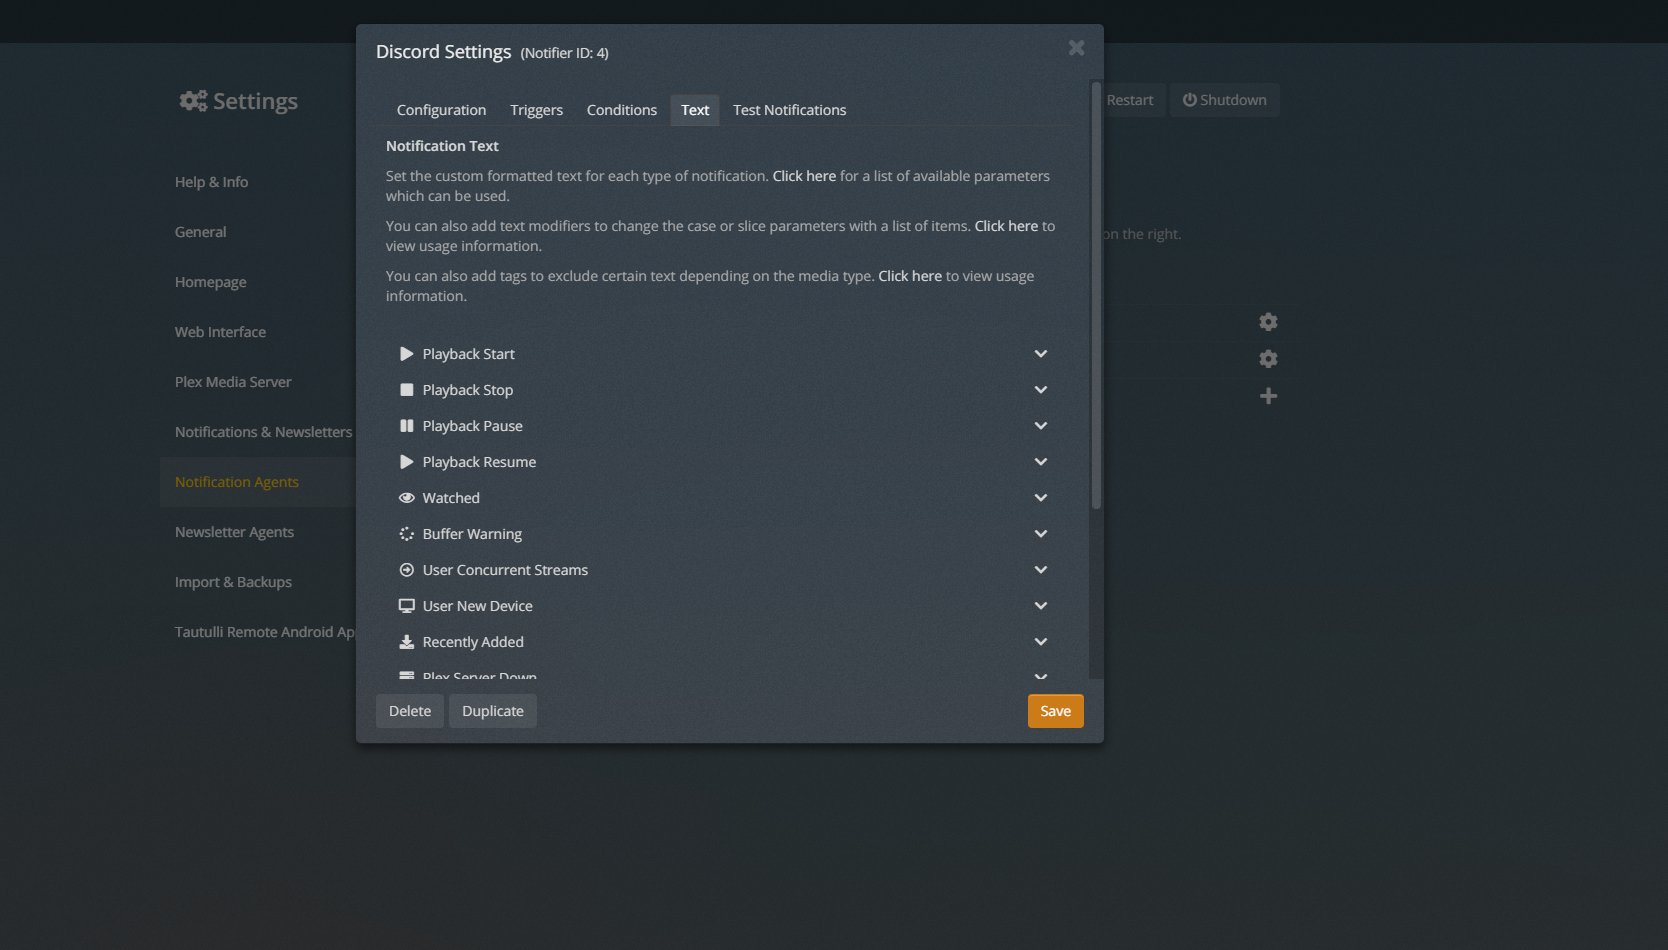 Discord Settings (Notifier ID: 4)
Settings
Restart
Shutdown
Configuration
Triggers
Conditions
Text
Test Notifications
Notification Text
Set the custom formatted text for each type of notification. Click here for a list of available parameters
which can be used.
You can also add text modifiers to change the case or slice parameters with a list of items. Click here to
view usage information.
You can also add tags to exclude certain text depending on the media type. Click here to view usage
information.
on the right.
Help & Info
General
Homepage
Web Interface
Plex Media Server
Notifications & Newsletters
Notification Agents
Newsletter Agents
Import & Backups
Tautulli Remote Android Ap
Playback Start
Playback Stop
Playback Pause
Playback Resume
Watched
Buffer Warning
User Concurrent Streams
User New Device
Recently Added
Plex Server Down
Delete
Duplicate
Save